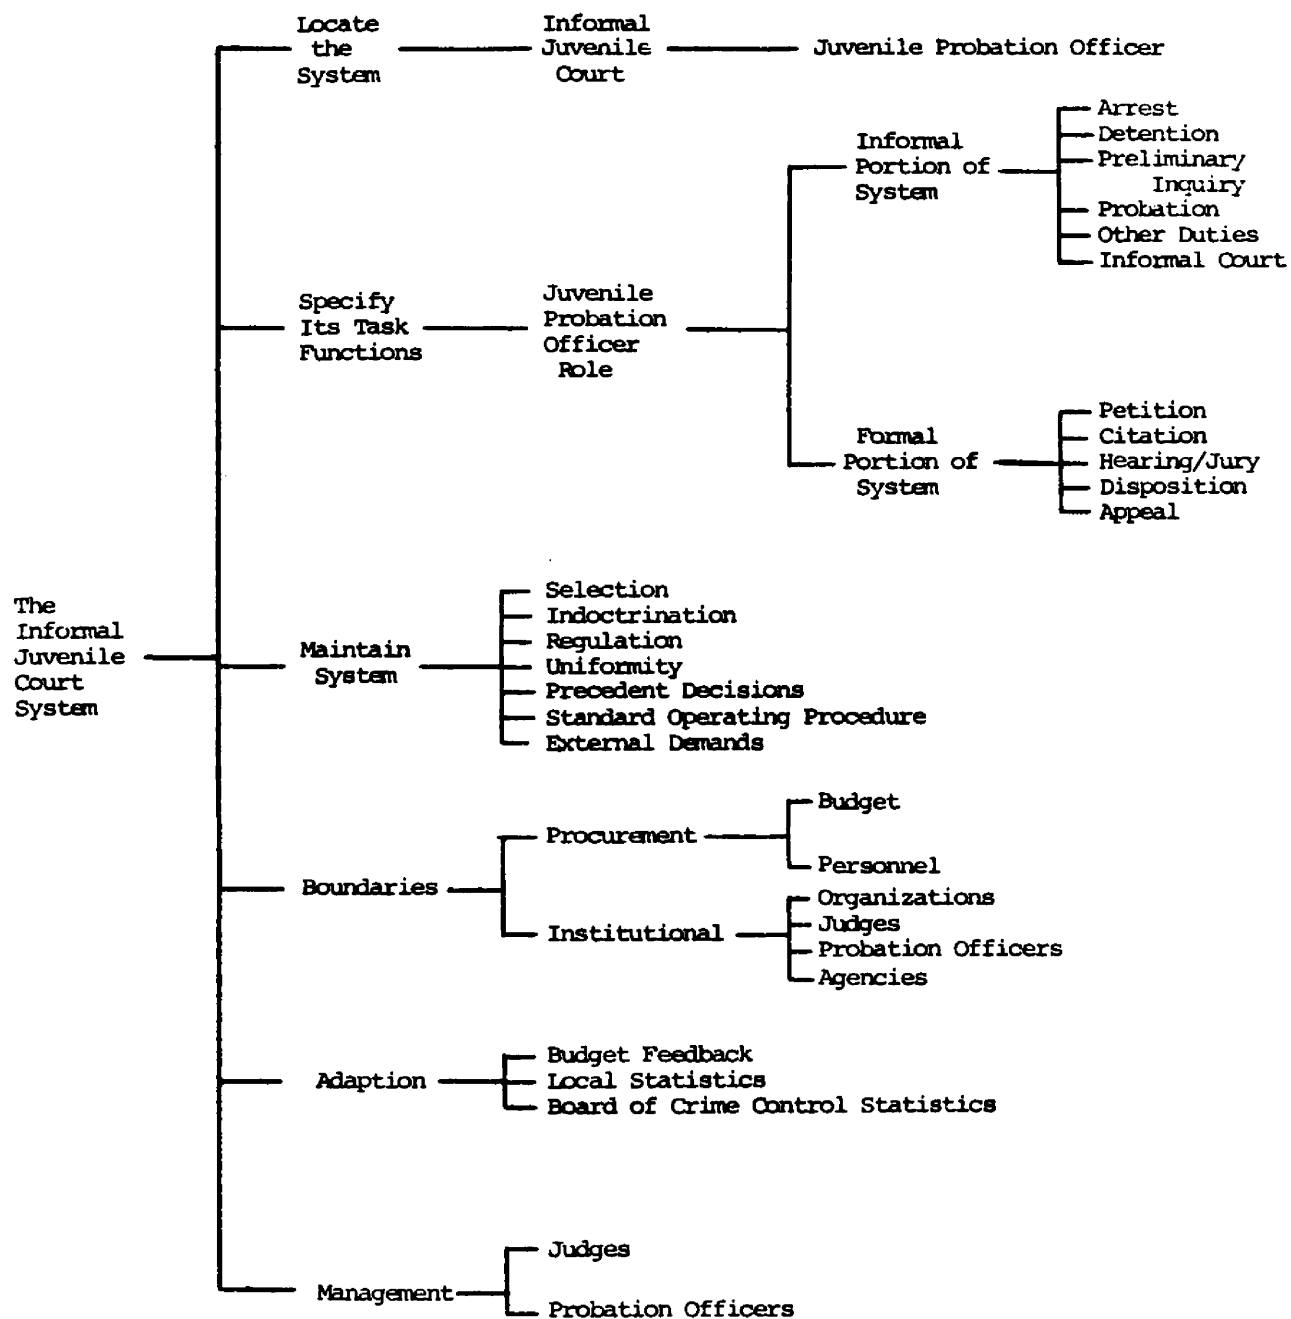 Locate
the
System
Informal
Juvenile
Court
Juvenile Probation Officer
Informal
Portion of
System
Arrest
Detention
Preliminary
Inquiry
Probation
Other Duties
Informal Court
Specify
Its Task
Functions
Juvenile
Probation
Officer
Role
Formal
Portion of
System
Petition
Citation
Hearing/Jury
Disposition
Appeal
The
Informal
Juvenile
Court
System
Maintain
System
Selection
Indoctrination
Regulation
Uniformity
Precedent Decisions
Standard Operating Procedure
External Demands
Boundaries
Procurement
Budget
Personnel
Institutional
Organizations
Judges
Probation Officers
Agencies
Adaption
Budget Feedback
Local Statistics
Board of Crime Control Statistics
Management
Judges
Probation Officers